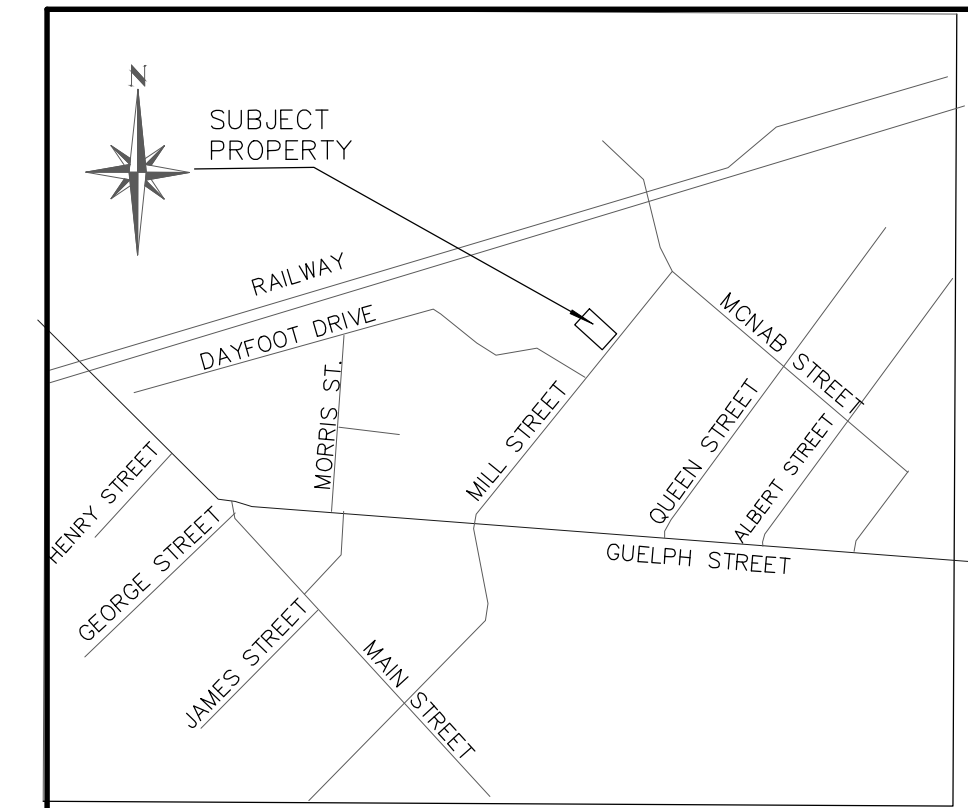 N
SUBJECT
PROPERTY
RAILWAY
DAYFOOT DRIVE
MCNAB STREET
MORRIS ST.
MILL STREET
QUEEN STREET
ALBERT STREET
HENRY STREET
GEORGE STREET
GUELPH STREET
JAMES STREET
MAIN STREET